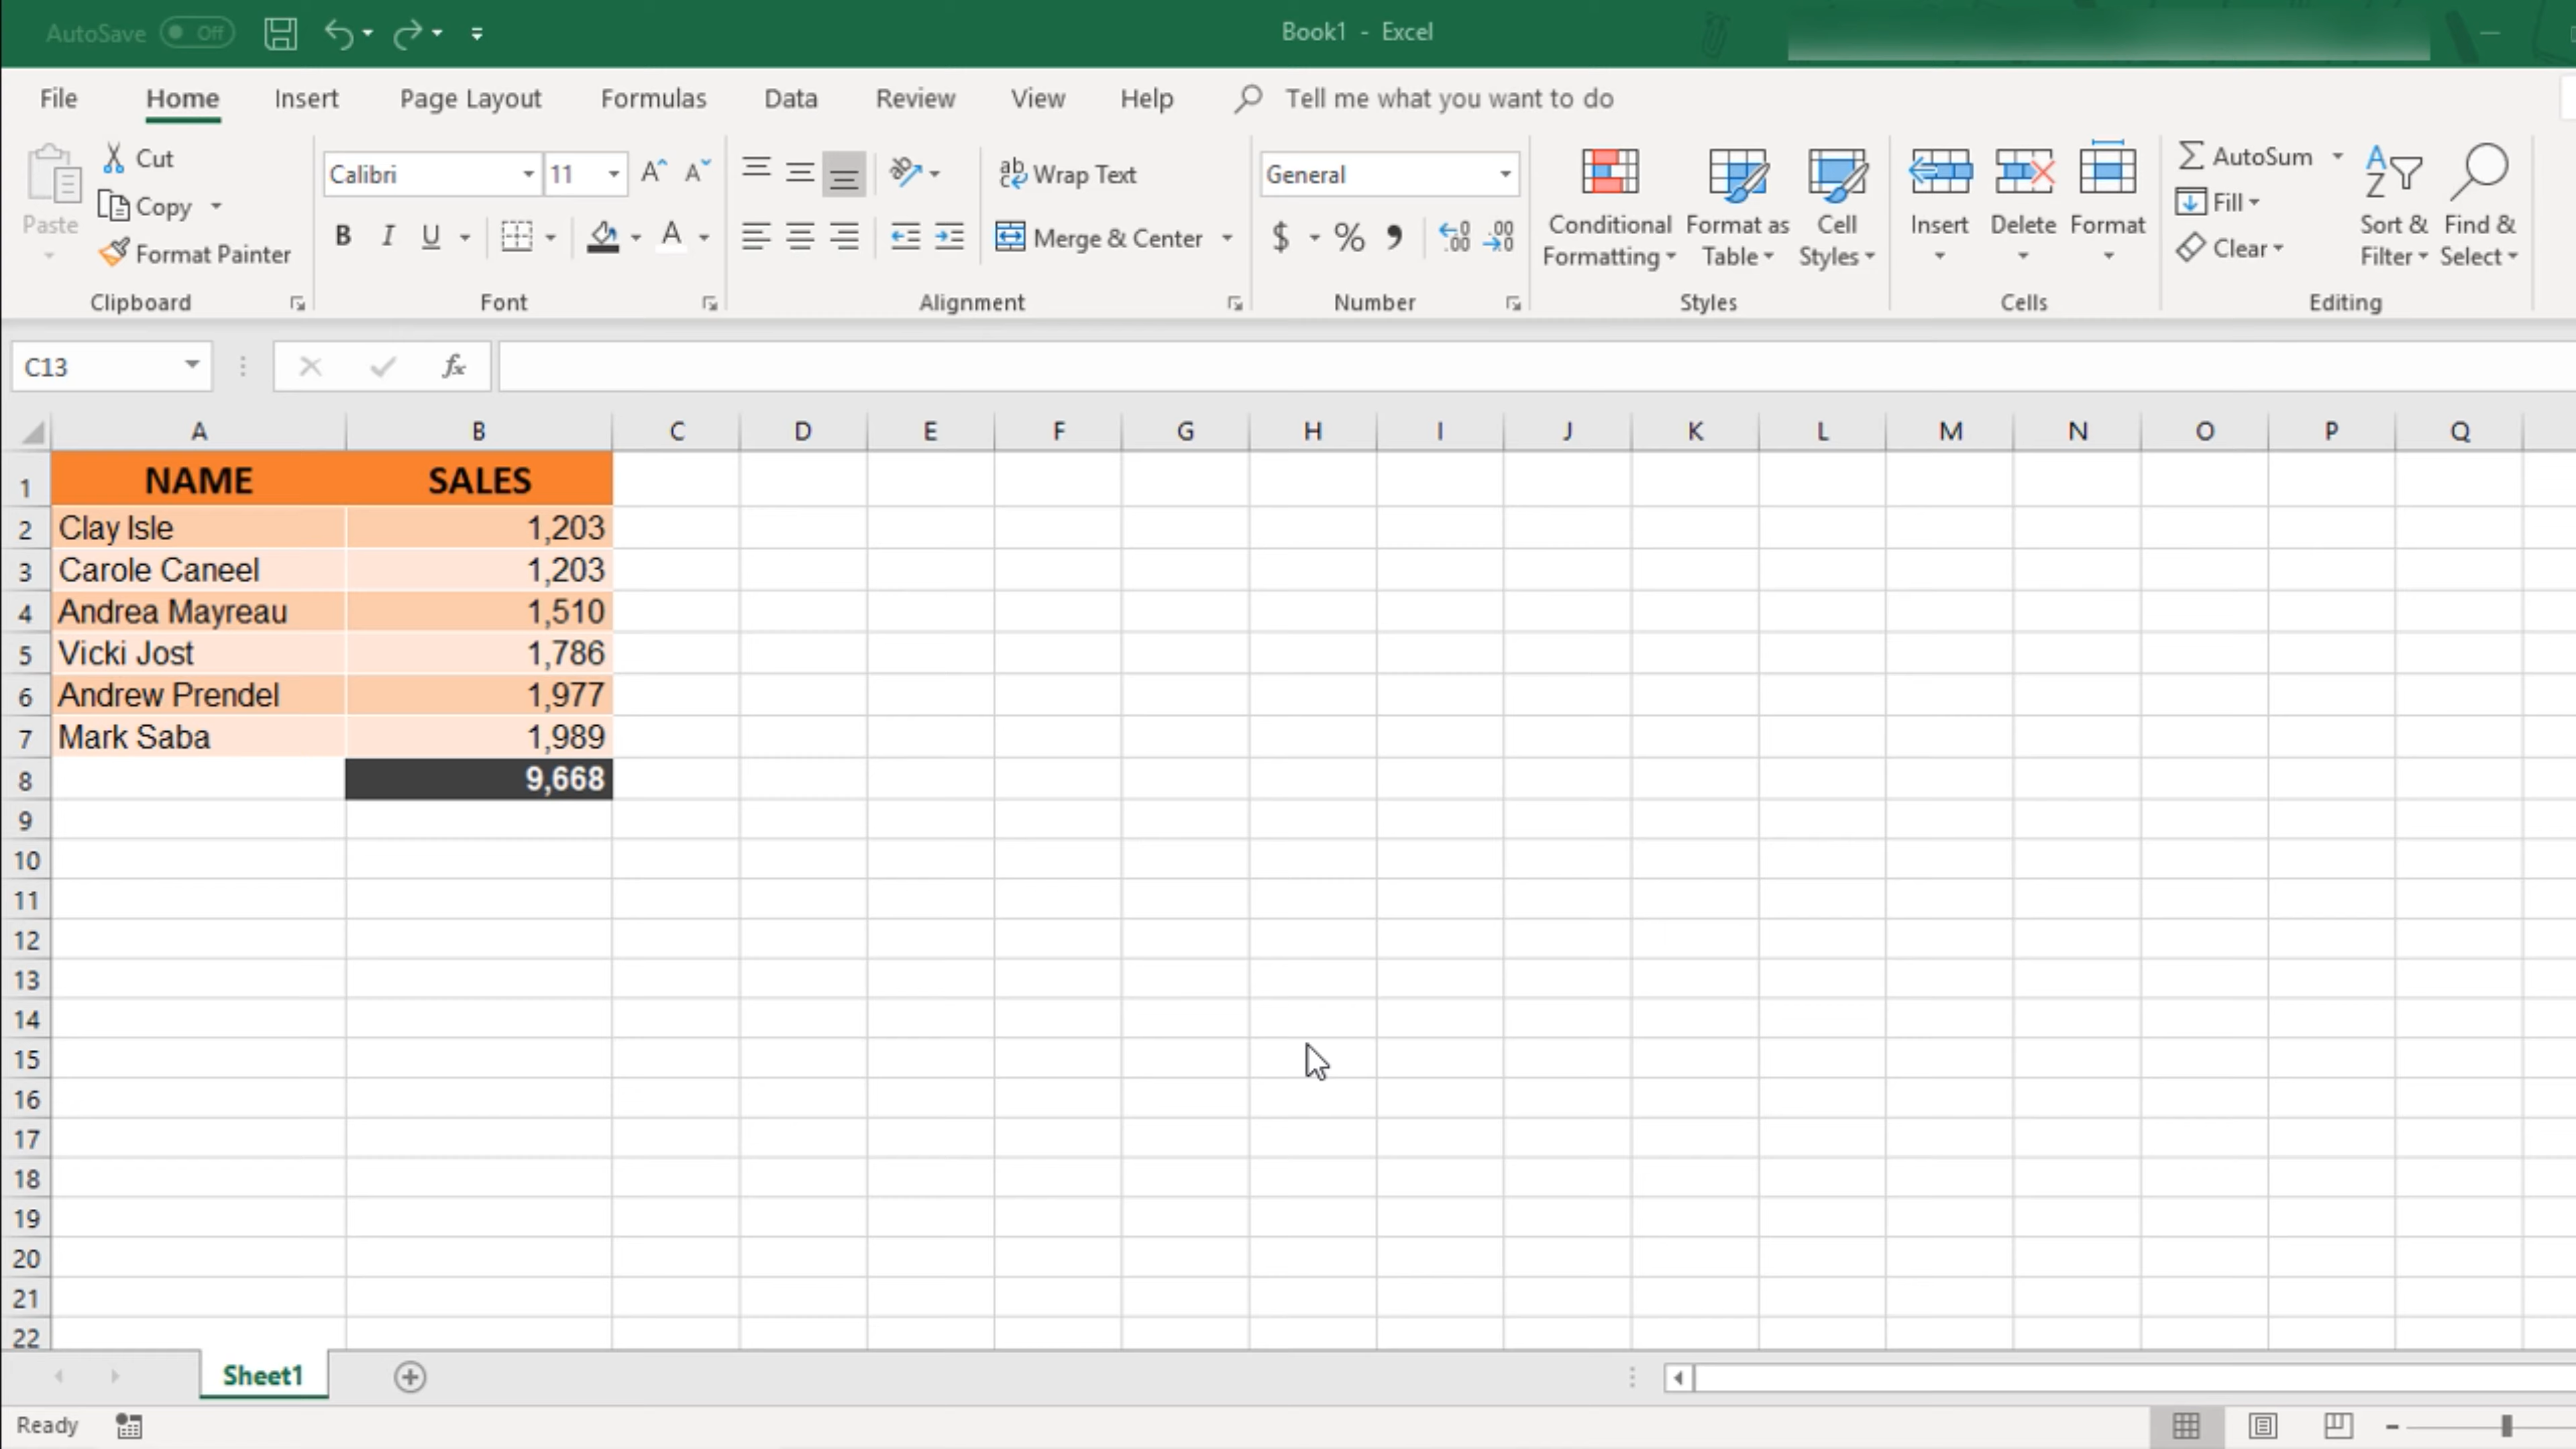 AutoSave Off
Book1 - Excel
File Home Insert Page Layout Formulas Data Review View Help Tell me what you want to do
Paste
Cut
Copy
Format Painter
Clipboard
Calibri 11
B I U
Font
Wrap Text
Merge & Center
Alignment
General
$ % ,
Number
Conditional Formatting
Format as Table
Cell Styles
Styles
Insert
Delete
Format
Cells
AutoSum
Fill
Clear
Sort & Filter
Find & Select
Editing
C13 fx
A B C D E F G H I J K L M N O P Q
1 NAME SALES
2 Clay Isle 1,203
3 Carole Caneel 1,203
4 Andrea Mayreau 1,510
5 Vicki Jost 1,786
6 Andrew Prendel 1,977
7 Mark Saba 1,989
8 9,668
9
10
11
12
13
14
15
16
17
18
19
20
21
22
Sheet1
Ready